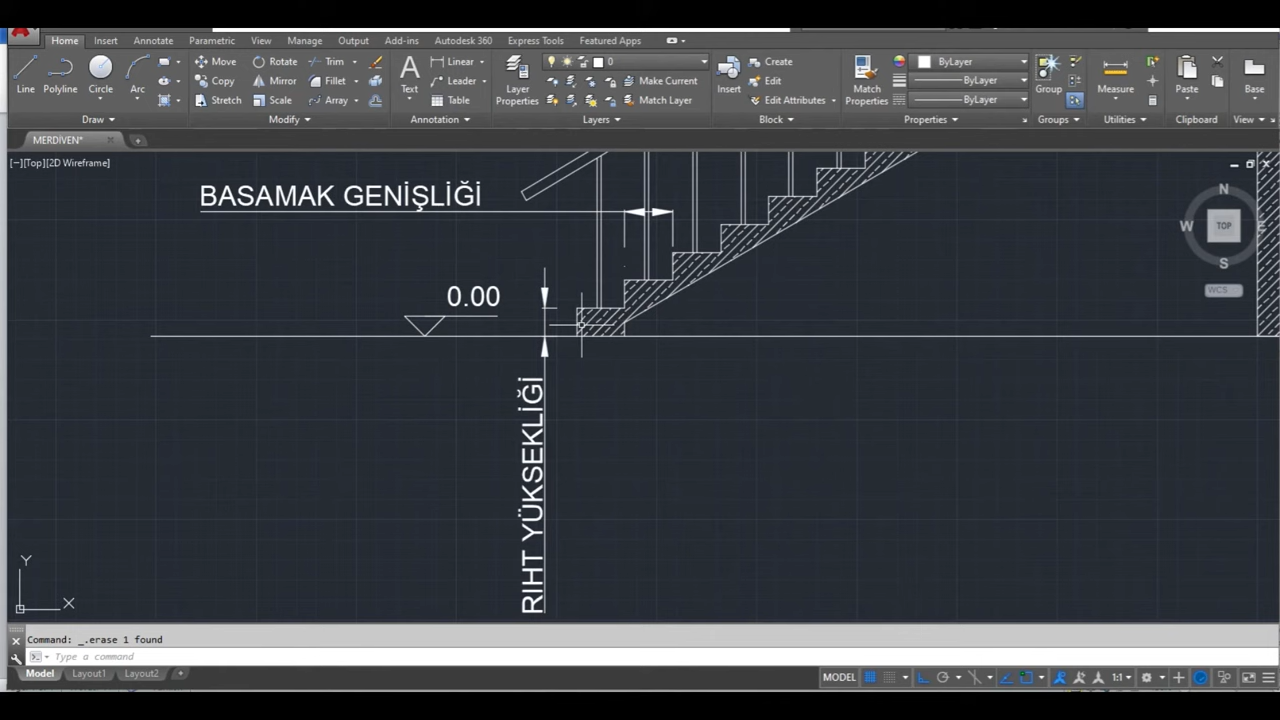 Home Insert Annotate Parametric View Manage Output Add-ins Autodesk 360 Express Tools Featured Apps
Line Polyline Circle Arc
Move Rotate Trim
Copy Mirror Fillet
Stretch Scale Array
Text Linear
Leader
Table
Layer Properties
0
Make Current
Match Layer
Insert
Create
Edit
Edit Attributes
Match Properties
ByLayer
ByLayer
ByLayer
Group Measure Paste Base
Draw Modify Annotation Layers Block Properties Groups Utilities Clipboard View
MERDİVEN*
[−][Top][2D Wireframe]
BASAMAK GENİŞLİĞİ
0.00
RIHT YÜKSEKLİĞİ
N
W TOP E
S
WCS
Y
X
Command: _.erase 1 found
Type a command
Model Layout1 Layout2
MODEL 1:1